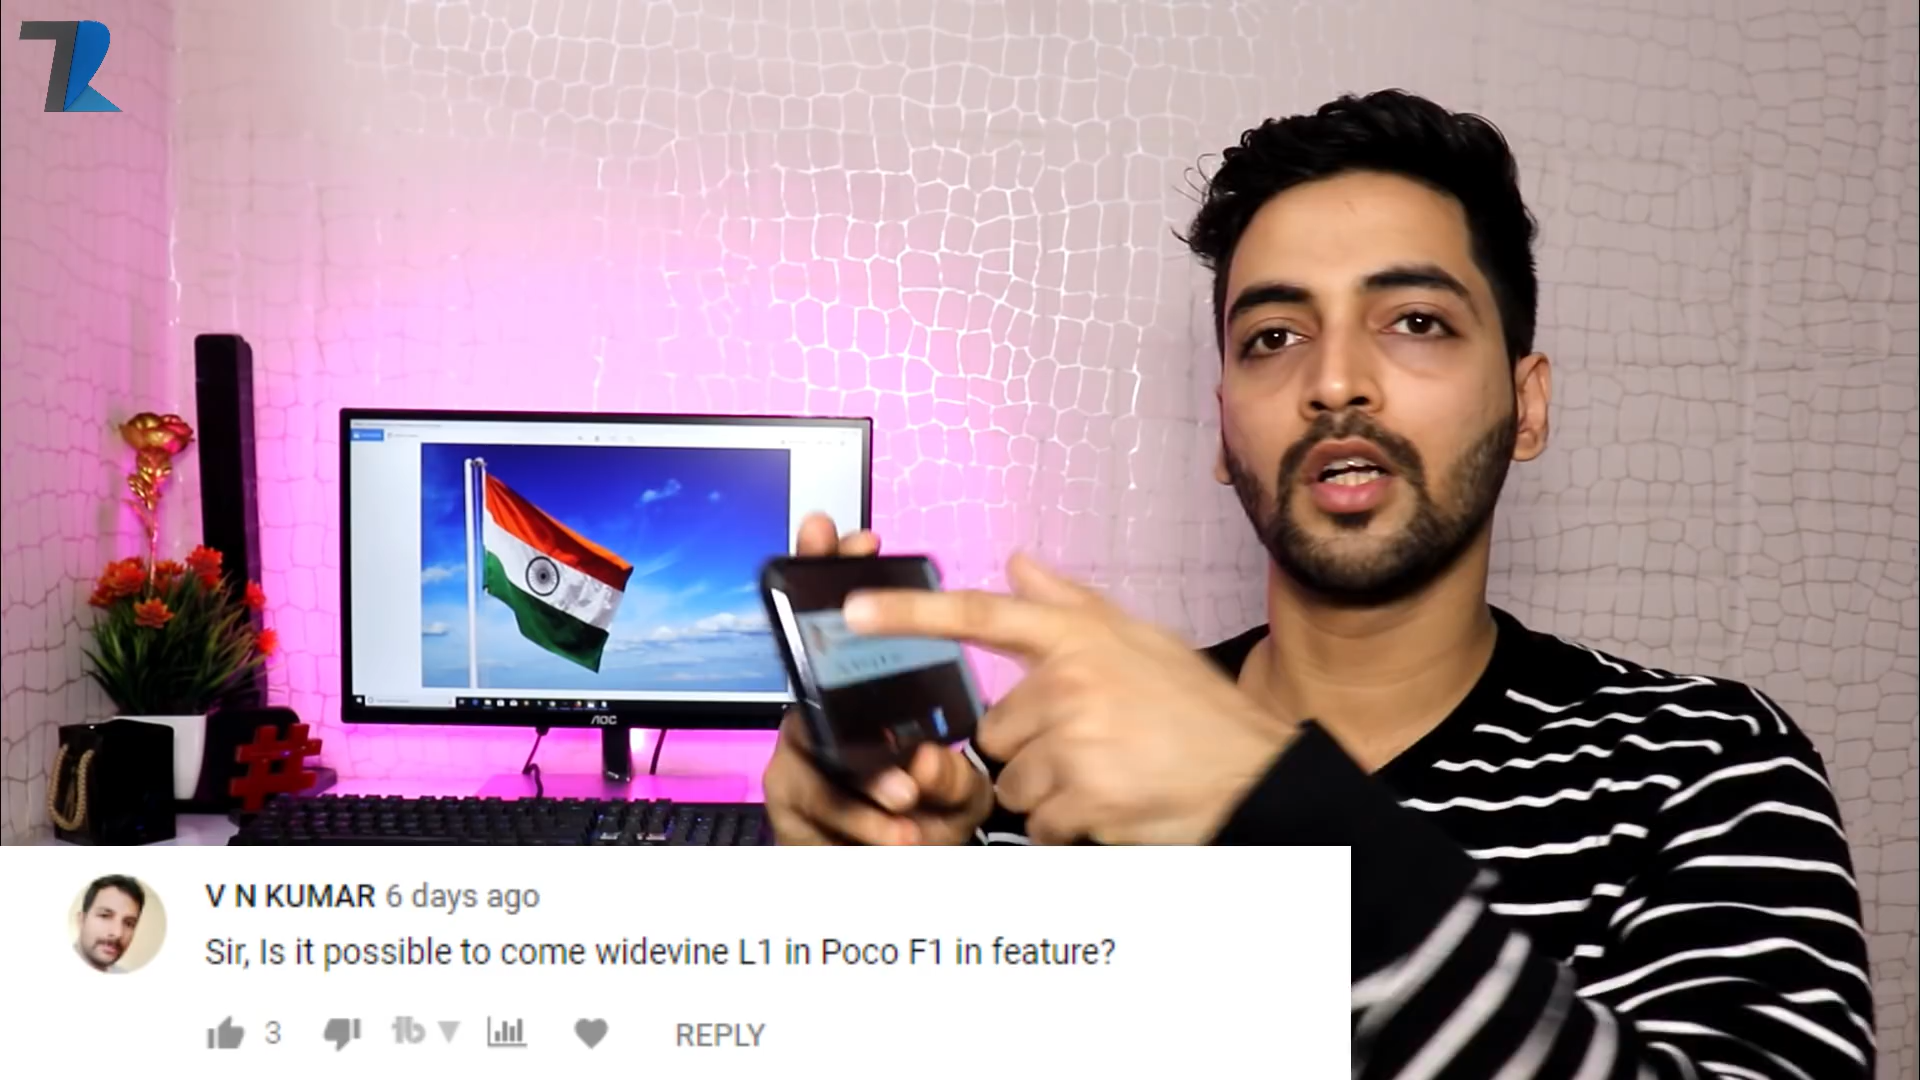 AOC
V N KUMAR 6 days ago
Sir, Is it possible to come widevine L1 in Poco F1 in feature?
3
REPLY